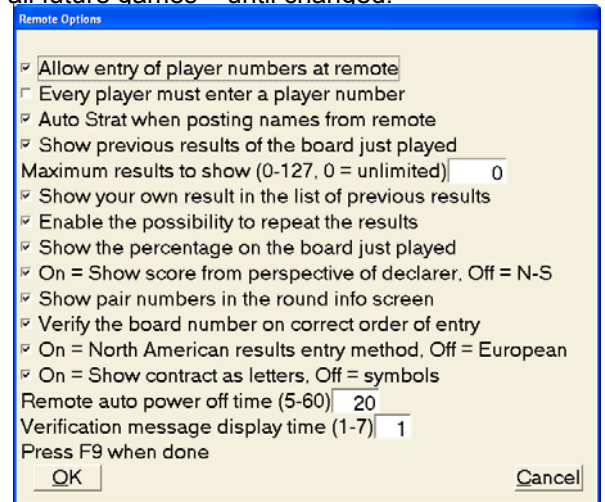 all future games – until changed.
Remote Options
Allow entry of player numbers at remote
Every player must enter a player number
Auto Strat when posting names from remote
Show previous results of the board just played
Maximum results to show (0-127, 0 = unlimited) 0
Show your own result in the list of previous results
Enable the possibility to repeat the results
Show the percentage on the board just played
On = Show score from perspective of declarer, Off = N-S
Show pair numbers in the round info screen
Verify the board number on correct order of entry
On = North American results entry method, Off = European
On = Show contract as letters, Off = symbols
Remote auto power off time (5-60) 20
Verification message display time (1-7) 1
Press F9 when done
OK Cancel